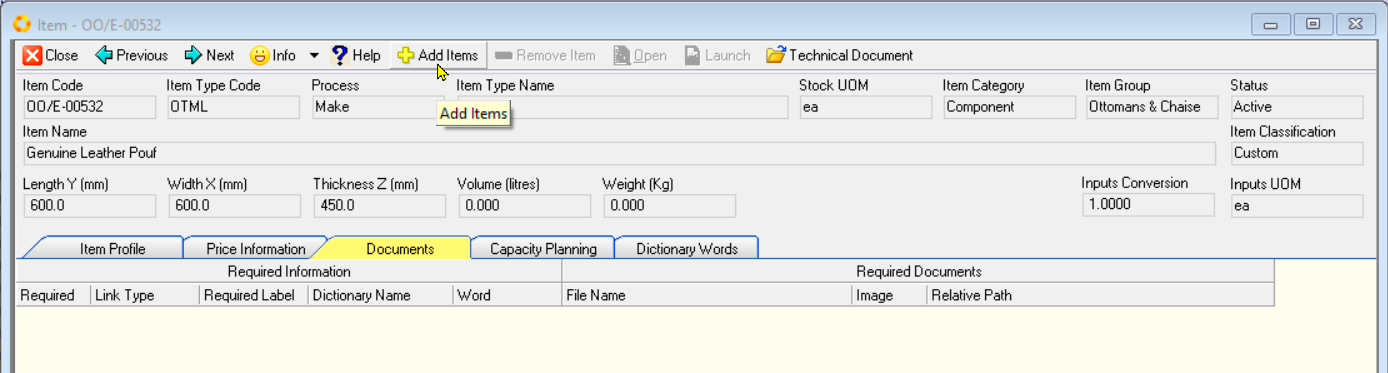 Item - OO/E-00532
Close Previous Next Info Help Add Items Remove Item Open Launch Technical Document
Item Code Item Type Code Process Item Type Name Stock UOM Item Category Item Group Status
OO/E-00532 OTML Make ea Component Ottomans & Chaise Active
Add Items
Item Name Item Classification
Genuine Leather Pouf Custom
Length Y (mm) Width X (mm) Thickness Z (mm) Volume (litres) Weight (Kg) Inputs Conversion Inputs UOM
600.0 600.0 450.0 0.000 0.000 1.0000 ea
Item Profile Price Information Documents Capacity Planning Dictionary Words
Required Information Required Documents
Required Link Type Required Label Dictionary Name Word File Name Image Relative Path